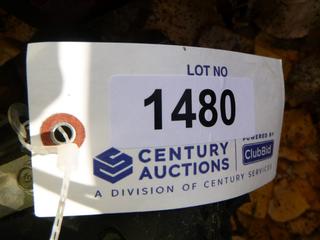 LOT NO
1480
CENTURY
AUCTIONS
POWERED BY
ClubBid
A DIVISION OF CENTURY SERVICES